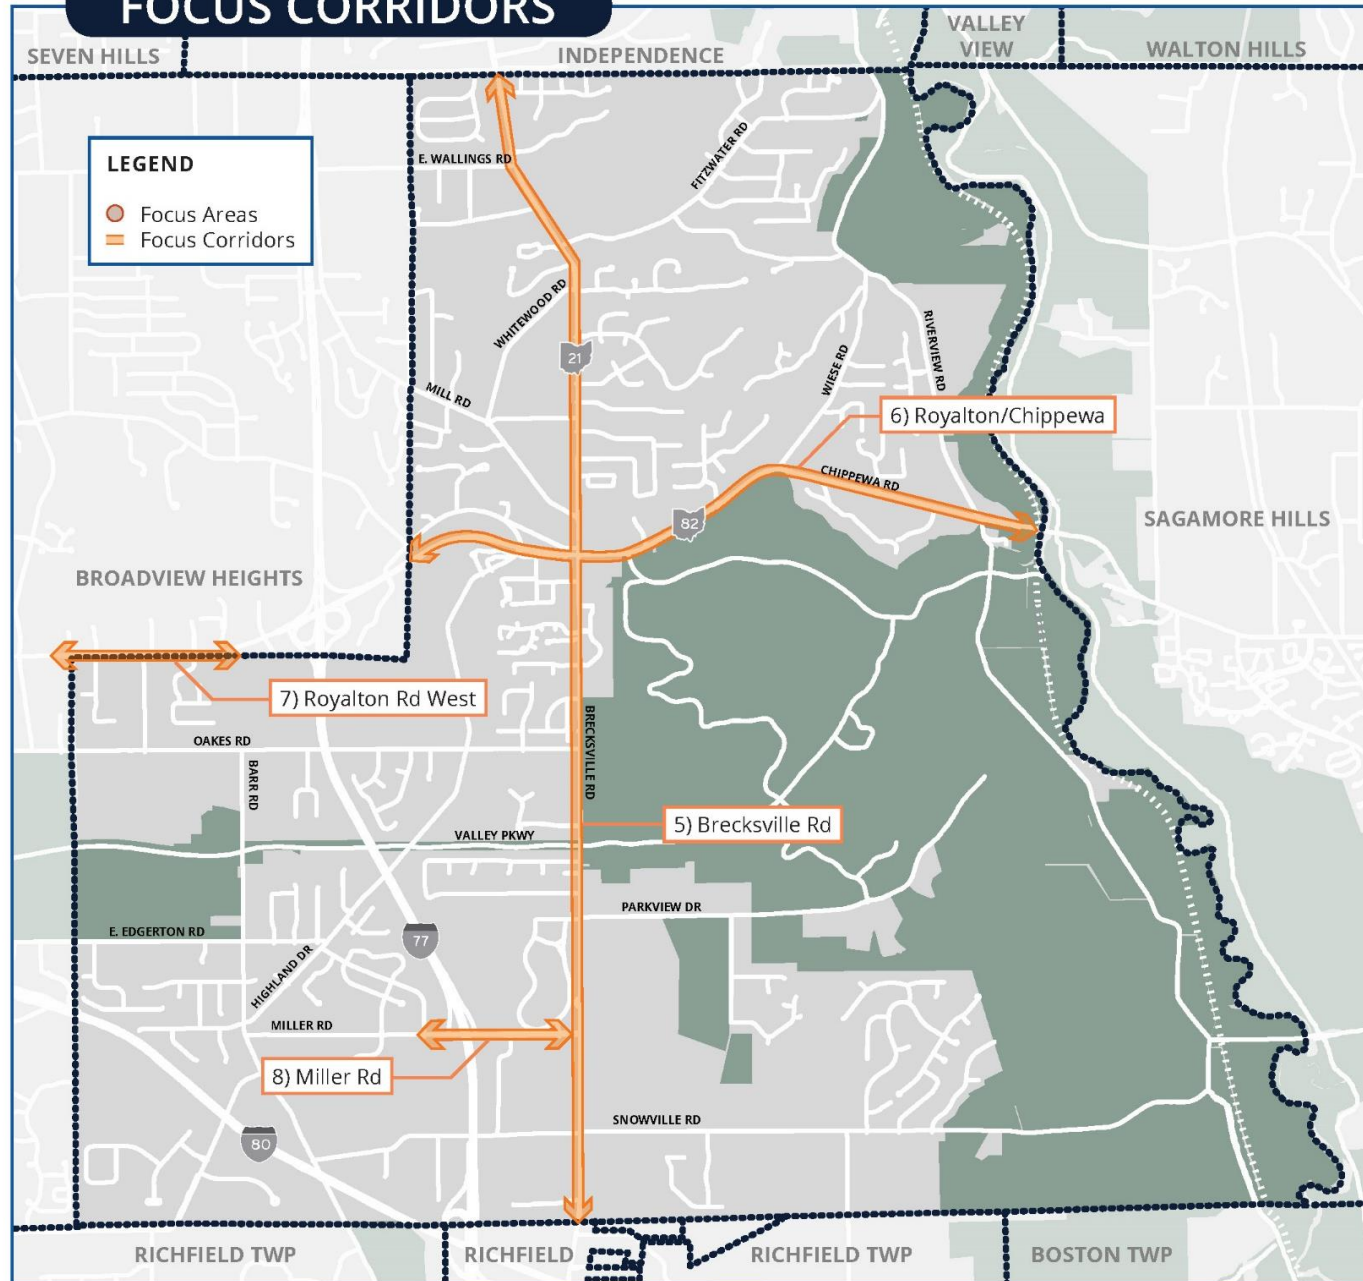 FOCUS CORRIDORS
SEVEN HILLS
INDEPENDENCE
VALLEY
VIEW
WALTON HILLS
LEGEND
Focus Areas
Focus Corridors
E. WALLINGS RD
FITZWATER RD
WHITEWOOD RD
21
MILL RD
WIESE RD
RIVERVIEW RD
6) Royalton/Chippewa
CHIPPEWA RD
82
SAGAMORE HILLS
BROADVIEW HEIGHTS
7) Royalton Rd West
OAKES RD
BARR RD
BRECKSVILLE RD
5) Brecksville Rd
VALLEY PKWY
PARKVIEW DR
E. EDGERTON RD
77
HIGHLAND DR
MILLER RD
8) Miller Rd
SNOWVILLE RD
80
RICHFIELD TWP
RICHFIELD
RICHFIELD TWP
BOSTON TWP